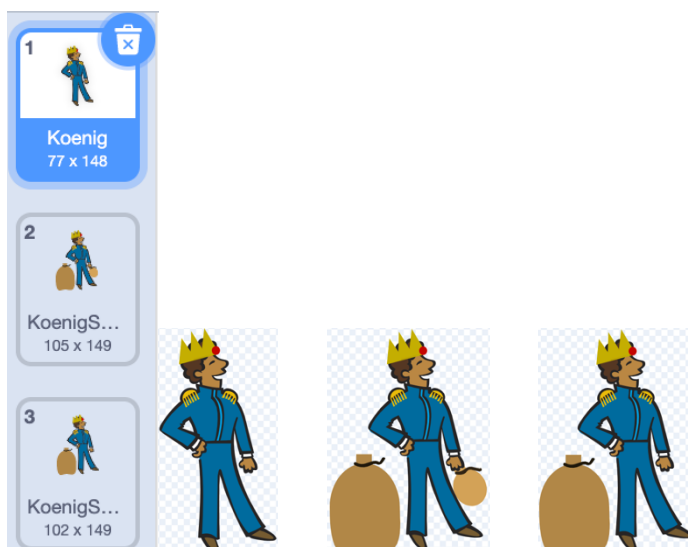 1
Koenig
77 x 148
2
KoenigS...
105 x 149
3
KoenigS...
102 x 149